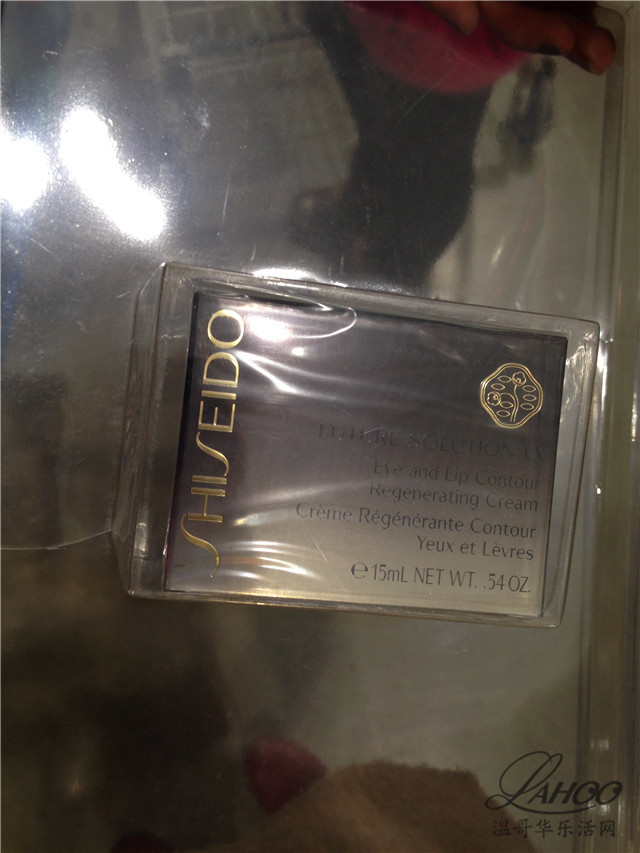 SHISEIDO
FUTURE SOLUTION LX
Eye and Lip Contour
Regenerating Cream
Crème Régénérante Contour
Yeux et Lèvres
℮ 15mL NET WT. .54 OZ.
LAHOO
温哥华乐活网